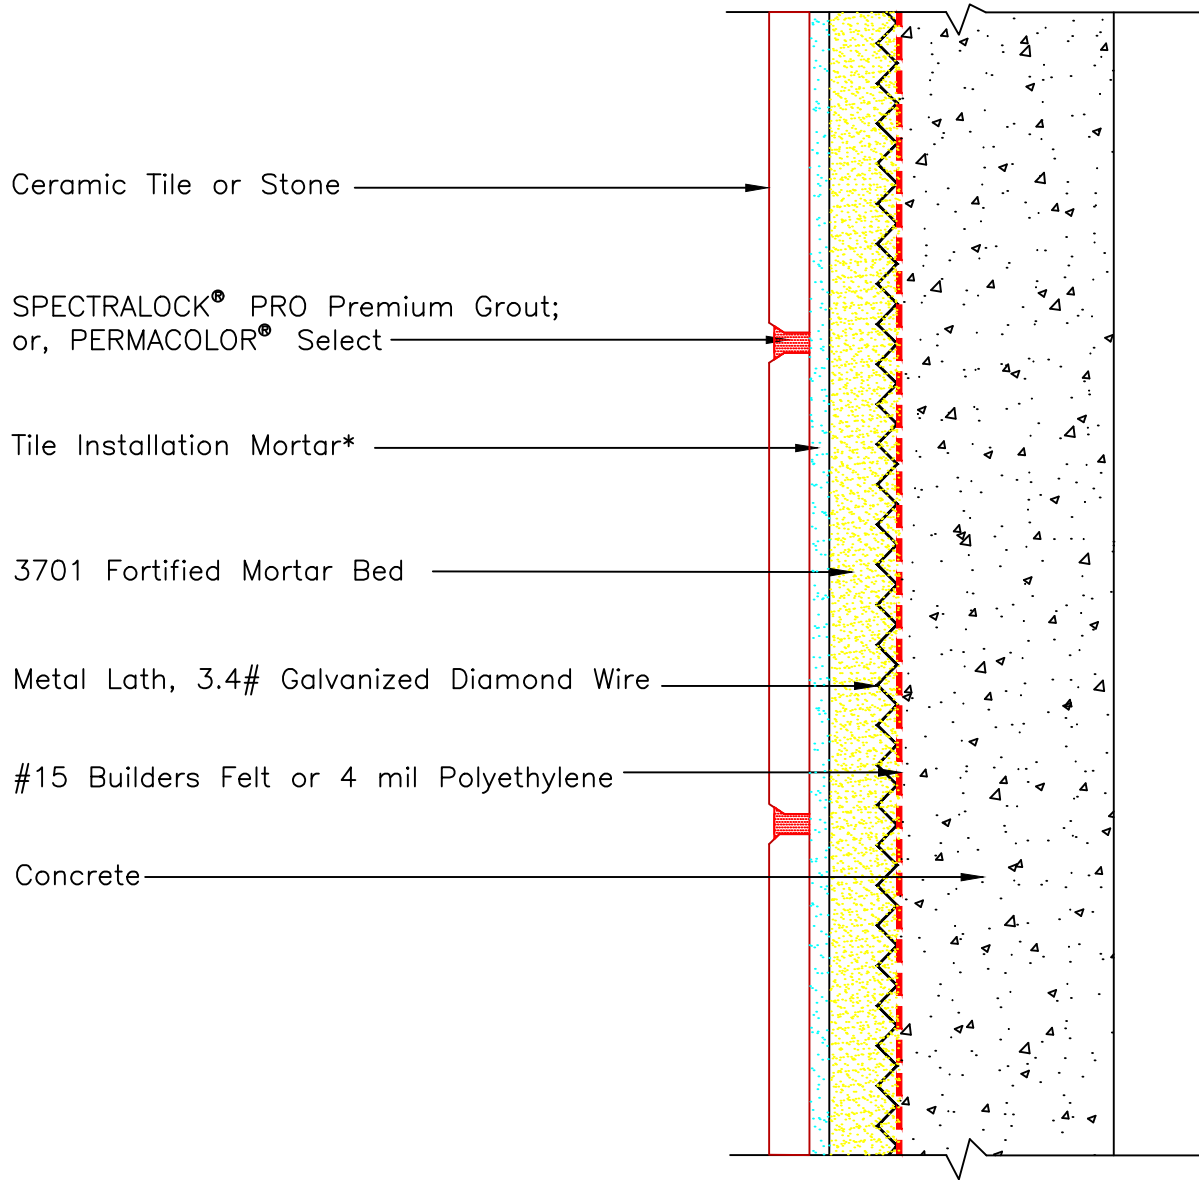 Ceramic Tile or Stone
SPECTRALOCK® PRO Premium Grout;
or, PERMACOLOR® Select
Tile Installation Mortar*
3701 Fortified Mortar Bed
Metal Lath, 3.4# Galvanized Diamond Wire
#15 Builders Felt or 4 mil Polyethylene
Concrete